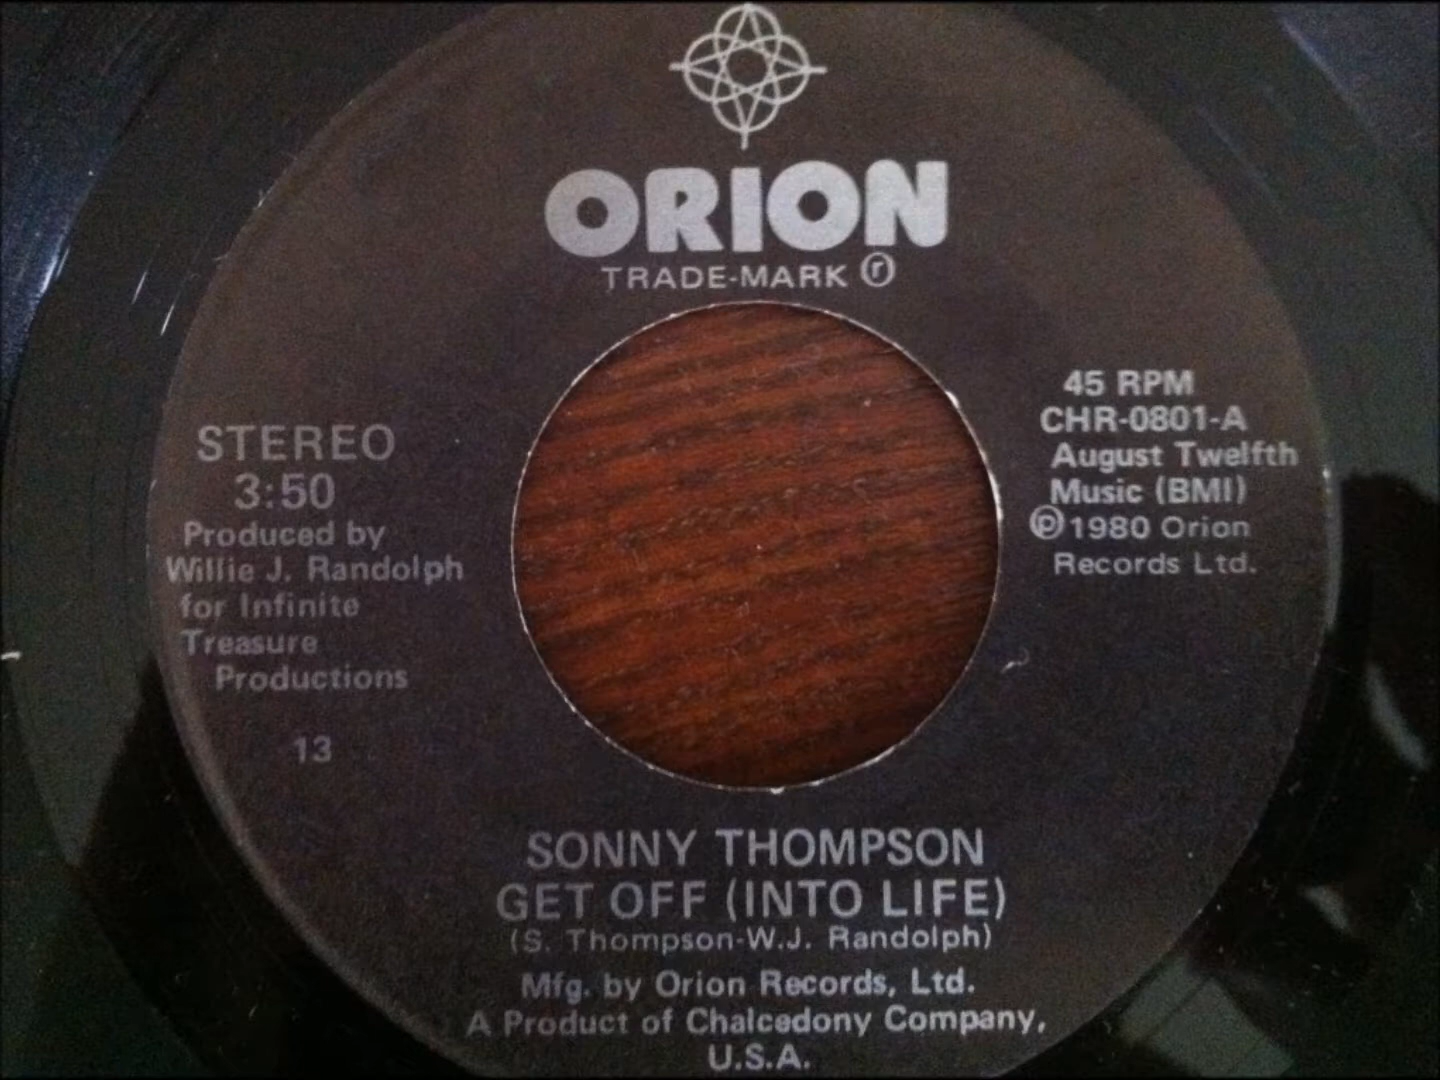 ORION
TRADE-MARK ⓡ
STEREO
3:50
Produced by
Willie J. Randolph
for Infinite
Treasure
Productions
13
45 RPM
CHR-0801-A
August Twelfth
Music (BMI)
℗1980 Orion
Records Ltd.
SONNY THOMPSON
GET OFF (INTO LIFE)
(S. Thompson-W.J. Randolph)
Mfg. by Orion Records, Ltd.
A Product of Chalcedony Company,
U.S.A.